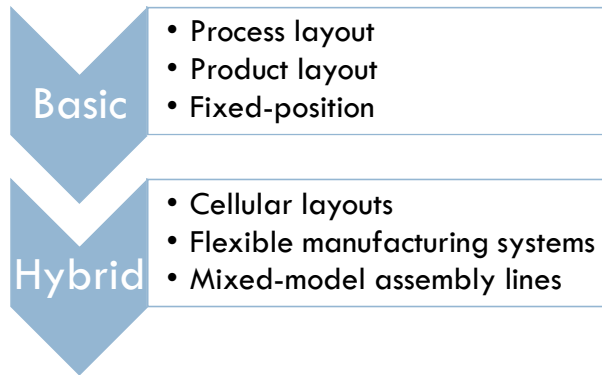 Basic
• Process layout
• Product layout
• Fixed-position
Hybrid
• Cellular layouts
• Flexible manufacturing systems
• Mixed-model assembly lines